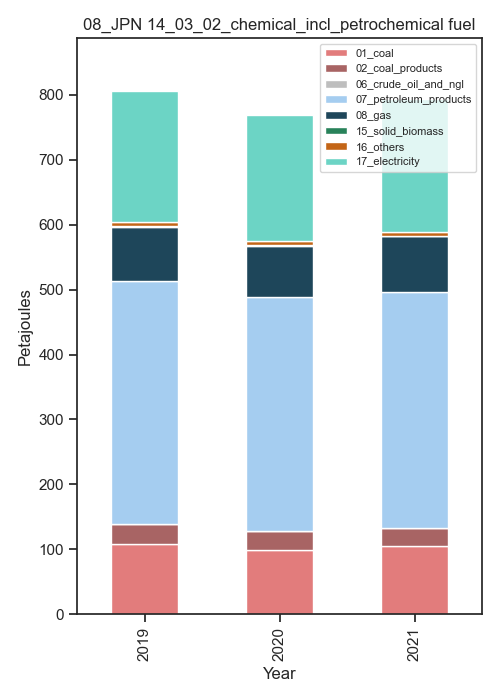 08_JPN 14_03_02_chemical_incl_petrochemical fuel
01_coal
02_coal_products
06_crude_oil_and_ngl
07_petroleum_products
08_gas
15_solid_biomass
16_others
17_electricity
Petajoules
800
700
600
500
400
300
200
100
0
2019
2020
2021
Year